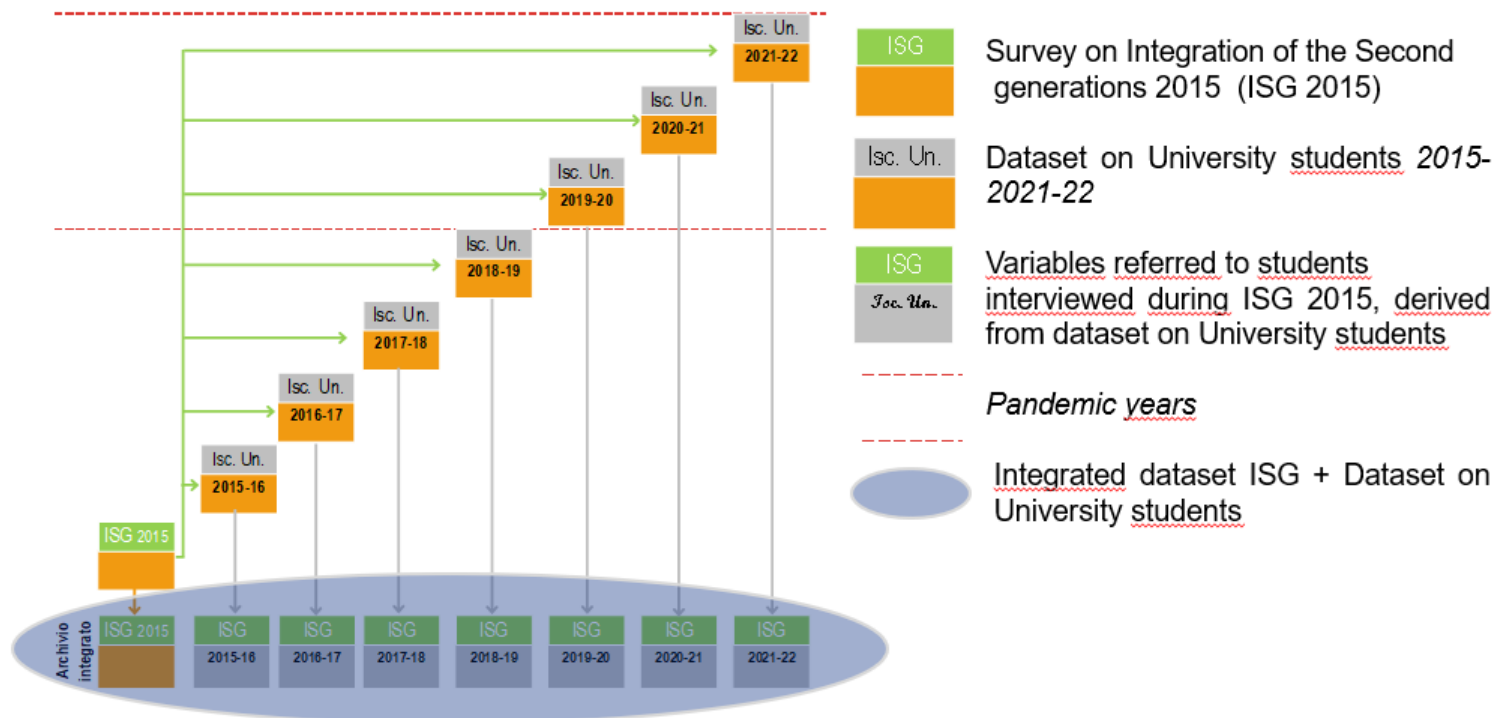 Isc. Un.
2021-22
Isc. Un.
2020-21
Isc. Un.
2019-20
Isc. Un.
2018-19
Isc. Un.
2017-18
Isc. Un.
2016-17
Isc. Un.
2015-16
ISG 2015
Archivio
integrato
ISG 2015
ISG
2015-16
ISG
2016-17
ISG
2017-18
ISG
2018-19
ISG
2019-20
ISG
2020-21
ISG
2021-22
ISG
Survey on Integration of the Second
generations 2015 (ISG 2015)
Isc. Un.
Dataset on University students 2015-
2021-22
ISG
Isc. Un.
Variables referred to students
interviewed during ISG 2015, derived
from dataset on University students
Pandemic years
Integrated dataset ISG + Dataset on
University students